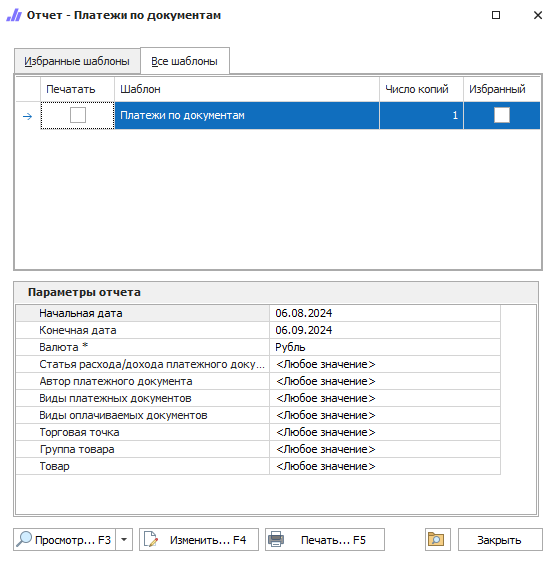 Отчет - Платежи по документам
Избранные шаблоны Все шаблоны
Печатать Шаблон Число копий Избранный
Платежи по документам 1
Параметры отчета
Начальная дата 06.08.2024
Конечная дата 06.09.2024
Валюта * Рубль
Статья расхода/дохода платежного доку... <Любое значение>
Автор платежного документа <Любое значение>
Виды платежных документов <Любое значение>
Виды оплачиваемых документов <Любое значение>
Торговая точка <Любое значение>
Группа товара <Любое значение>
Товар <Любое значение>
Просмотр... F3 Изменить... F4 Печать... F5 Закрыть